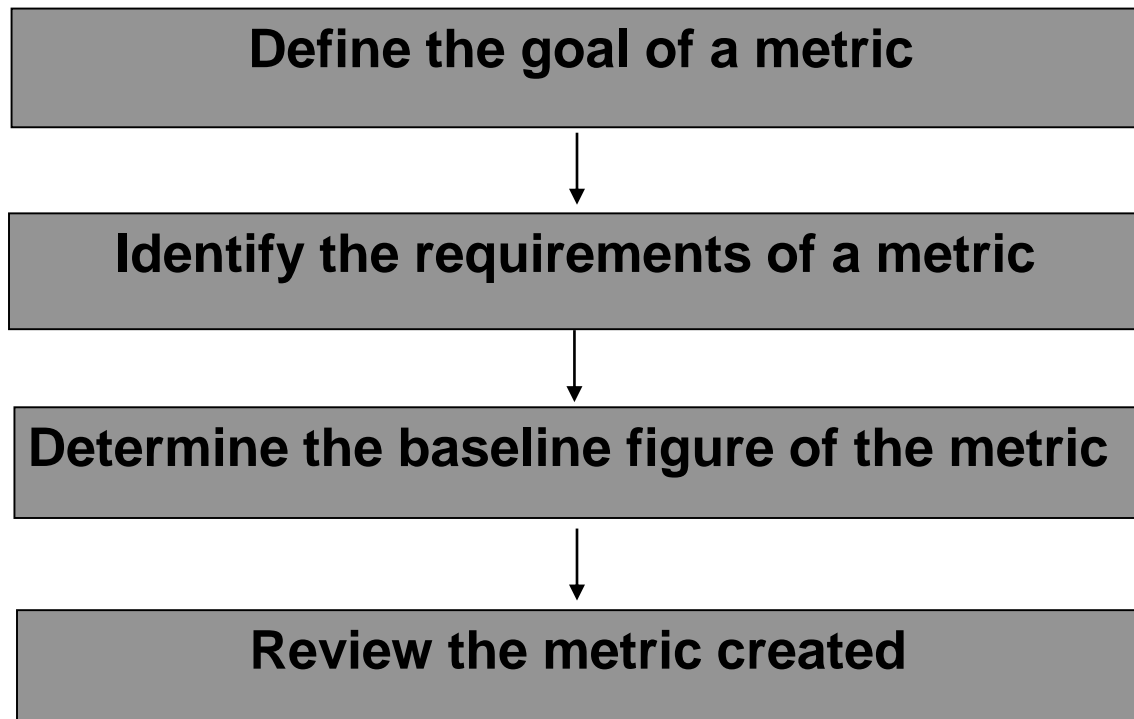 Define the goal of a metric
Identify the requirements of a metric
Determine the baseline figure of the metric
Review the metric created